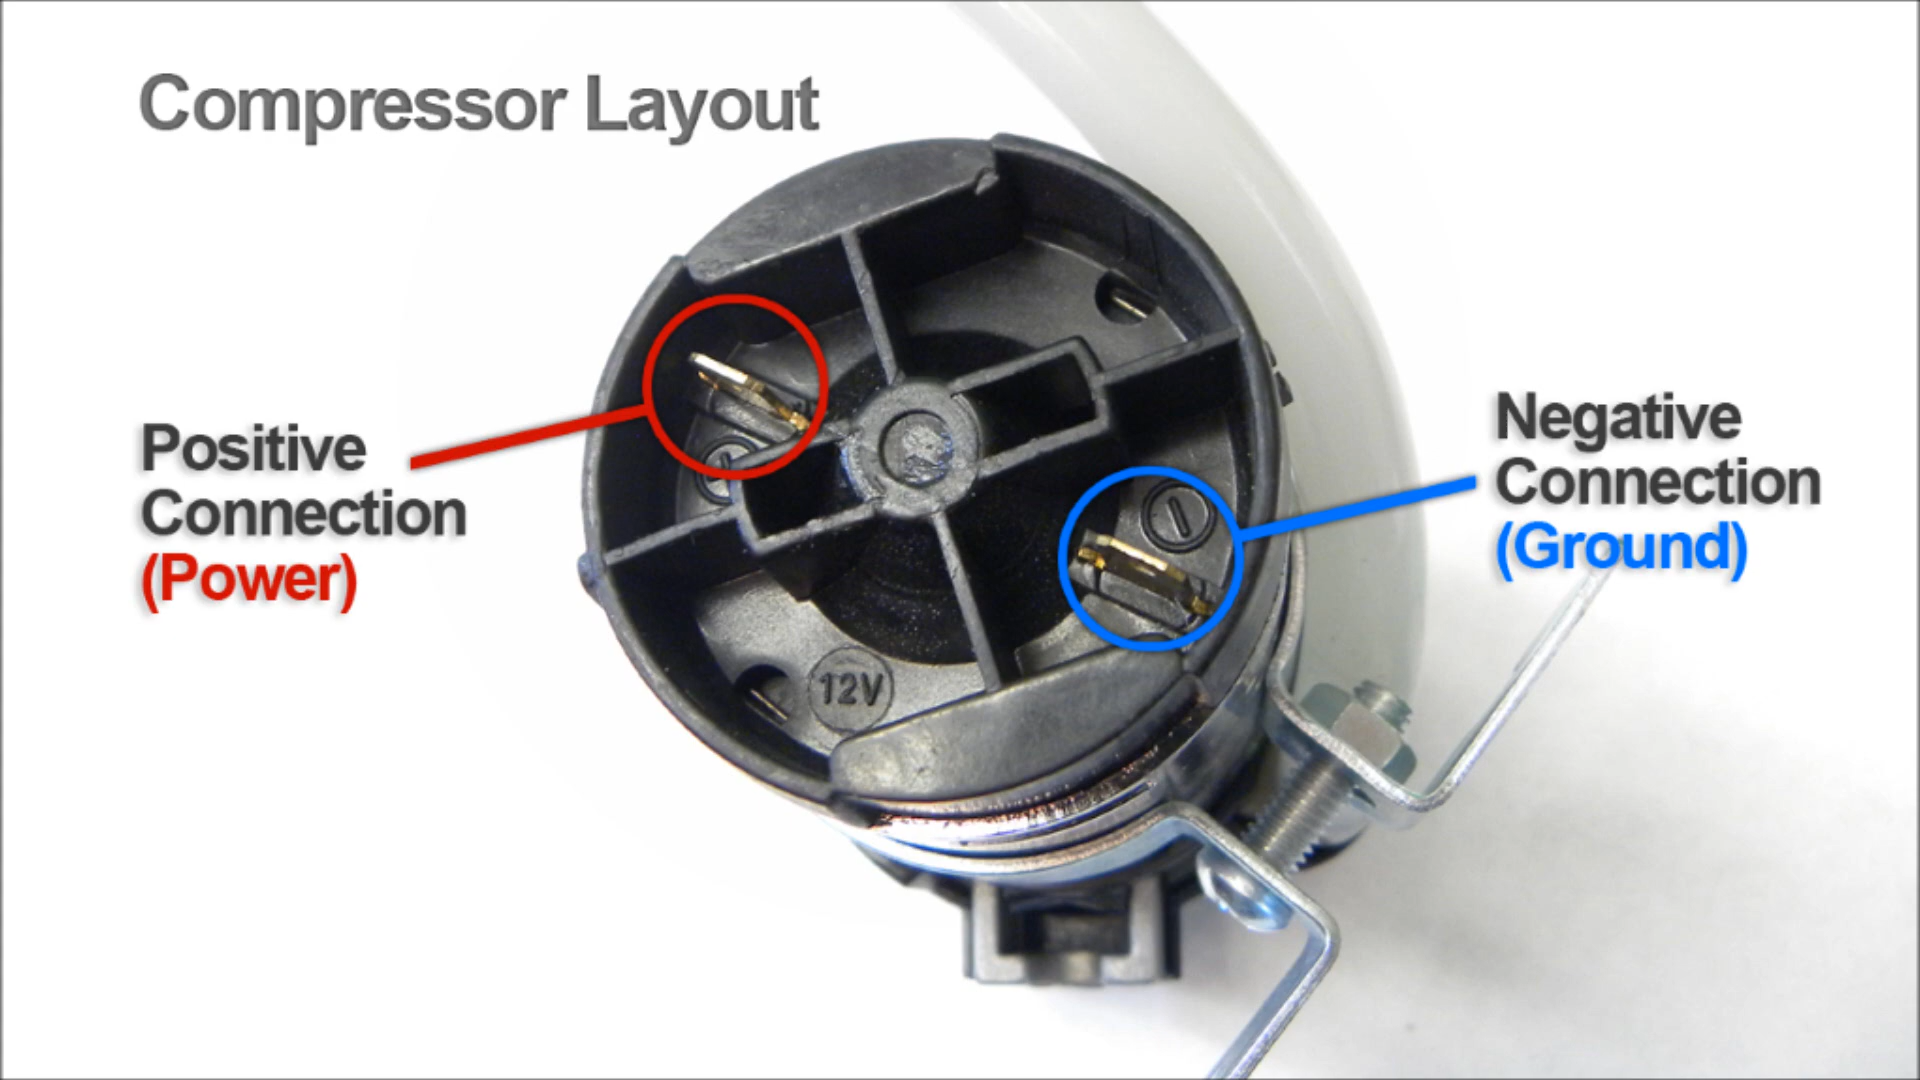 Compressor Layout
Positive
Connection
(Power)
Negative
Connection
(Ground)
12V